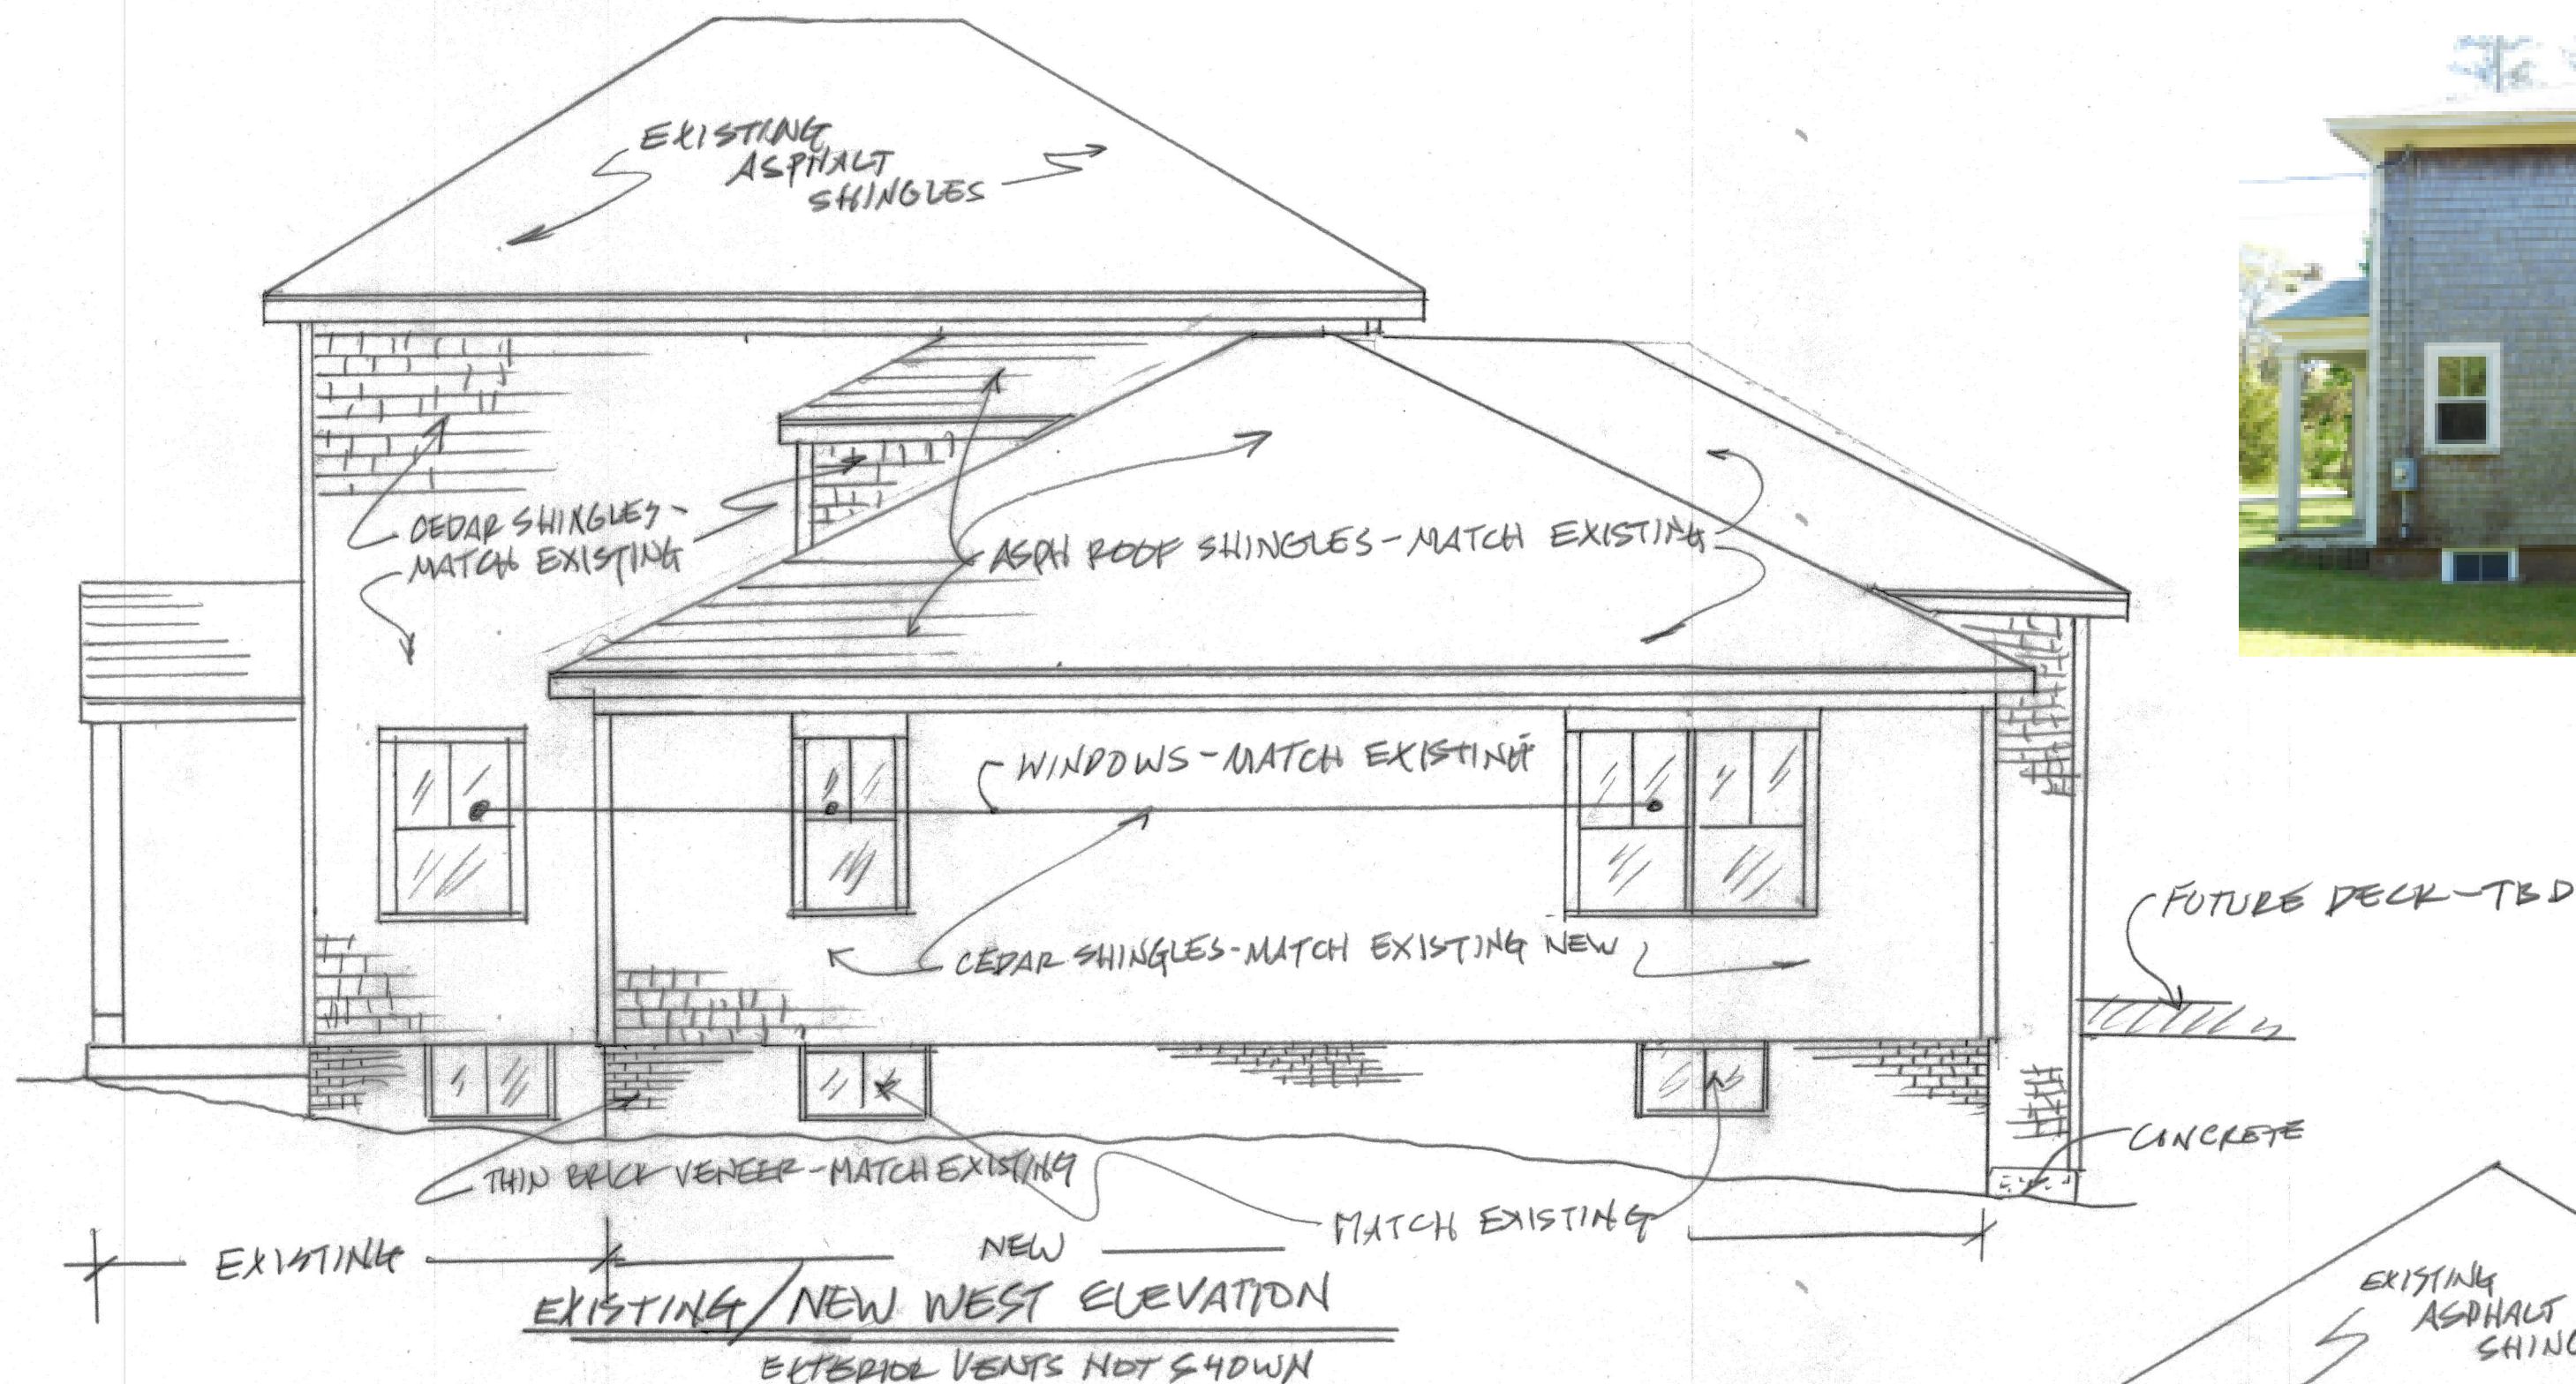 EXISTING
ASPHALT
SHINGLES
CEDAR SHINGLES-
MATCH EXISTING
ASPH ROOF SHINGLES-MATCH EXISTING
WINDOWS-MATCH EXISTING
FUTURE DECK-TBD
CEDAR SHINGLES-MATCH EXISTING NEW
CONCRETE
THIN BRICK VENEER-MATCH EXISTING
MATCH EXISTING
EXISTING
NEW
EXISTING/NEW WEST ELEVATION
EXTERIOR VENTS NOT SHOWN
EXISTING
ASPHALT